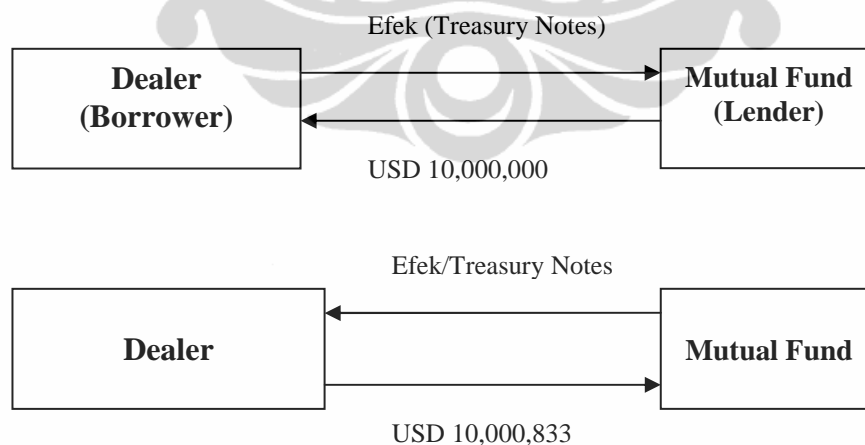 Efek (Treasury Notes)
Dealer
(Borrower)
Mutual Fund
(Lender)
USD 10,000,000
Efek/Treasury Notes
Dealer
Mutual Fund
USD 10,000,833